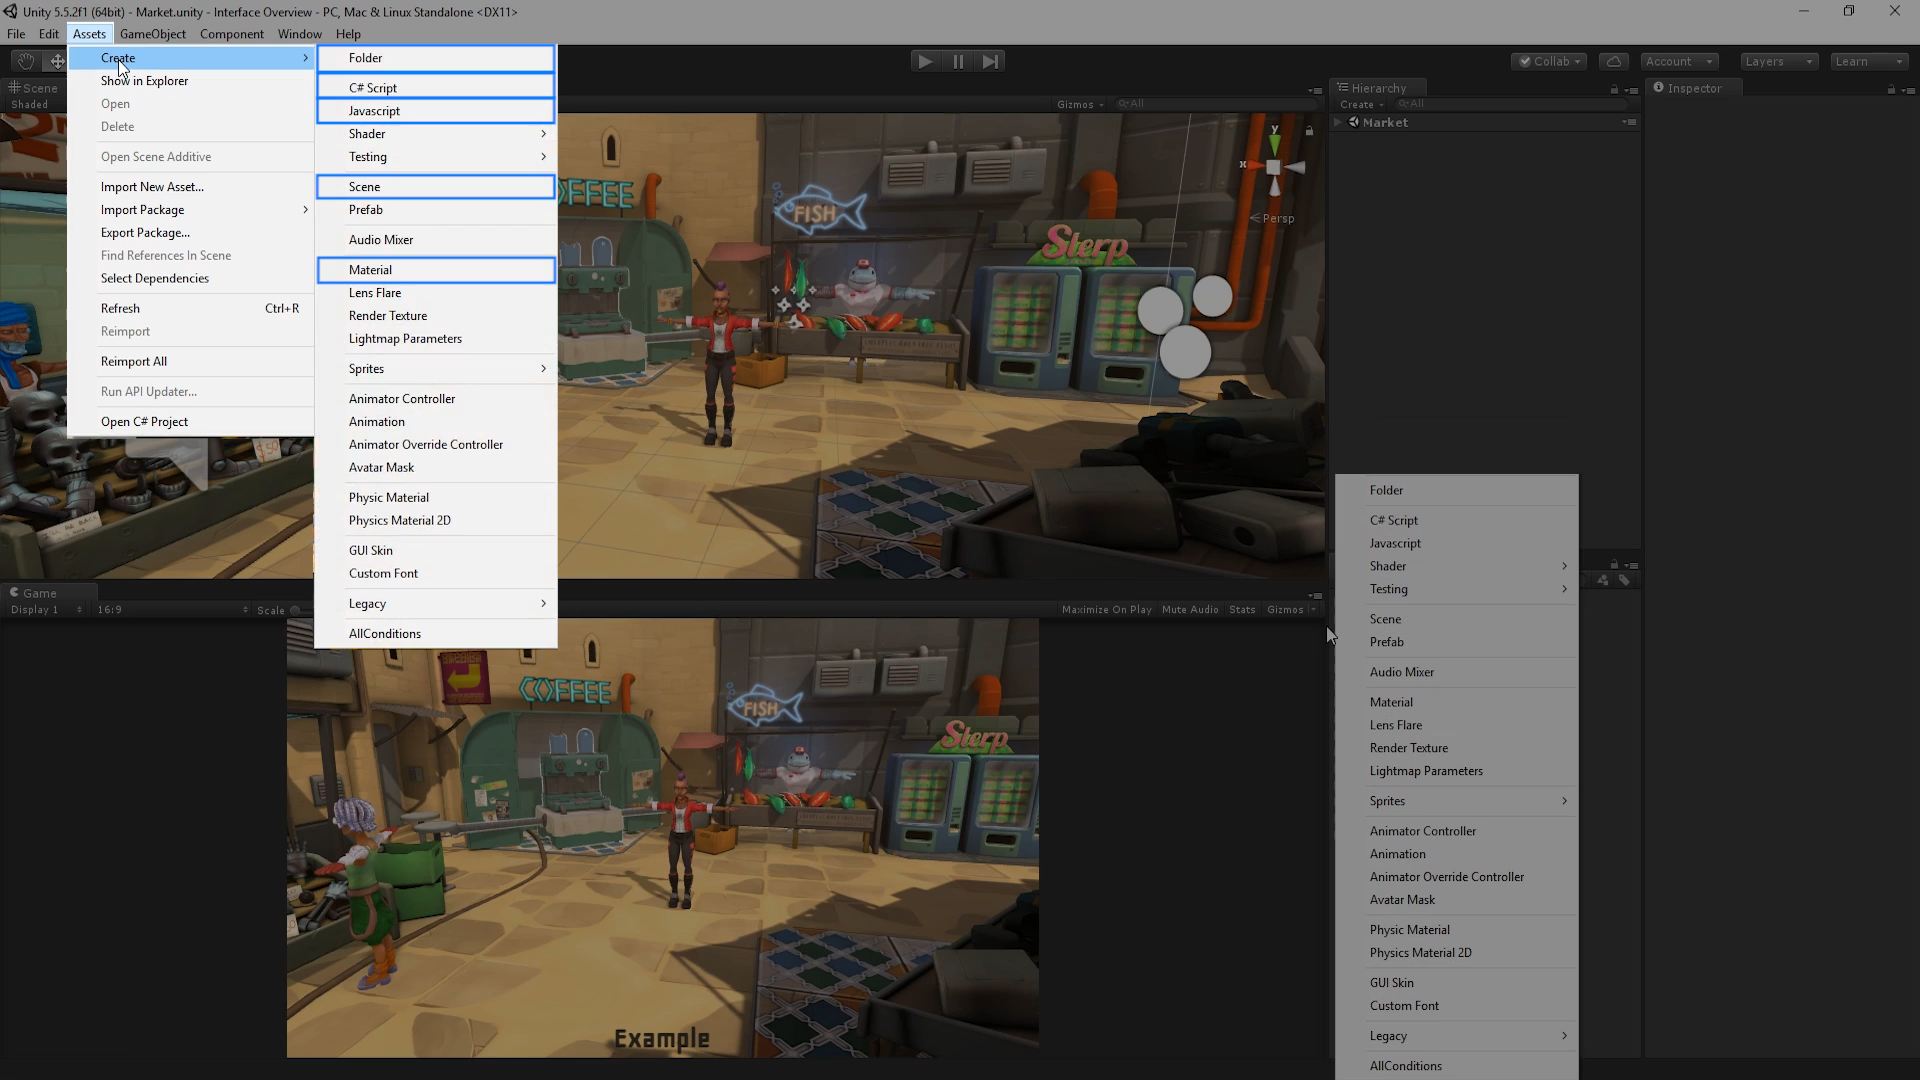 Unity 5.5.2f1 (64bit) - Market.unity - Interface Overview - PC, Mac & Linux Standalone <DX11>
File Edit Assets GameObject Component Window Help
Create
Show in Explorer
Open
Delete
Open Scene Additive
Import New Asset...
Import Package
Export Package...
Find References In Scene
Select Dependencies
Refresh Ctrl+R
Reimport
Reimport All
Run API Updater...
Open C# Project
Folder
C# Script
Javascript
Shader
Testing
Scene
Prefab
Audio Mixer
Material
Lens Flare
Render Texture
Lightmap Parameters
Sprites
Animator Controller
Animation
Animator Override Controller
Avatar Mask
Physic Material
Physics Material 2D
GUI Skin
Custom Font
Legacy
AllConditions
Collab Account Layers Learn
Scene
Shaded
Gizmos All
Hierarchy
Create All
Market
Inspector
y
x
Persp
COFFEE
FISH
Slerp
$50
Game
Display 1 16:9 Scale
Maximize On Play Mute Audio Stats Gizmos
COFFEE
FISH
Slerp
Example
Folder
C# Script
Javascript
Shader
Testing
Scene
Prefab
Audio Mixer
Material
Lens Flare
Render Texture
Lightmap Parameters
Sprites
Animator Controller
Animation
Animator Override Controller
Avatar Mask
Physic Material
Physics Material 2D
GUI Skin
Custom Font
Legacy
AllConditions